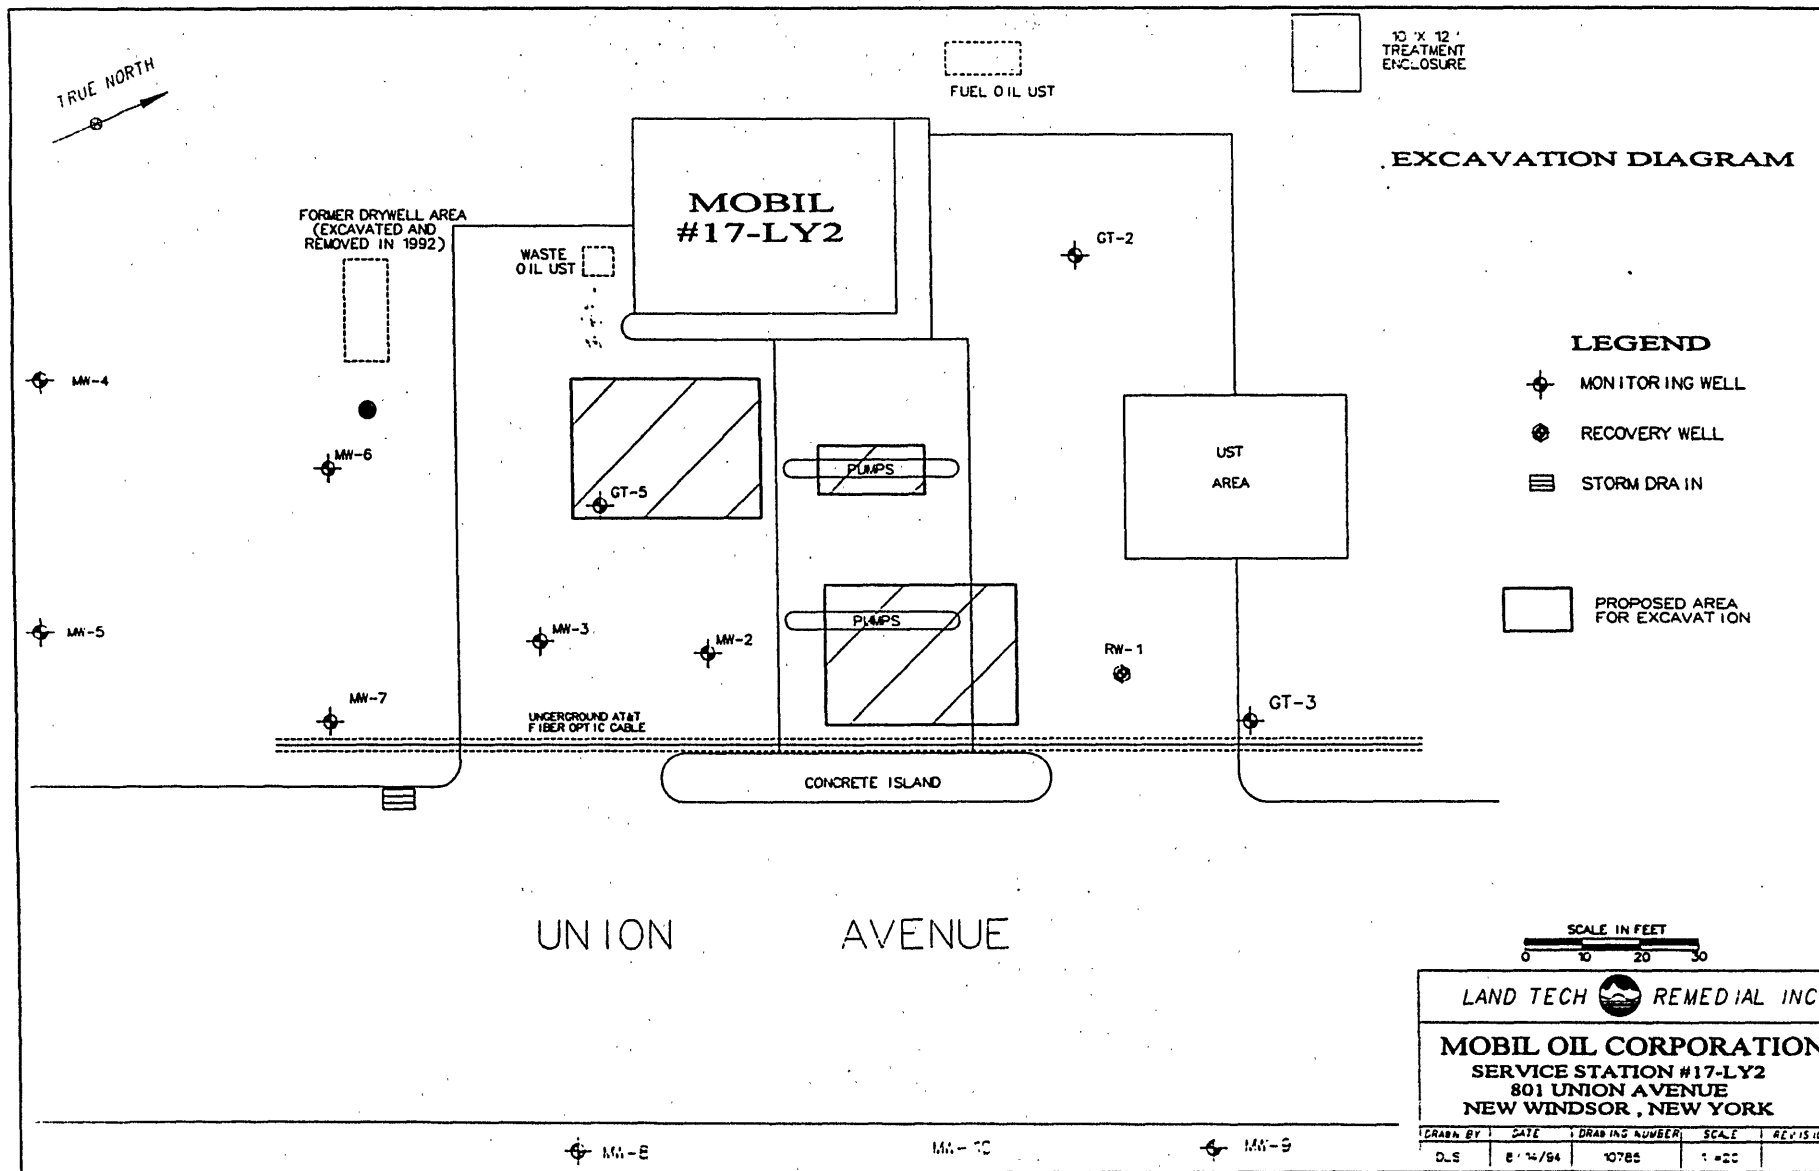 TRUE NORTH
FUEL OIL UST
10 'X 12 '
TREATMENT
ENCLOSURE
EXCAVATION DIAGRAM
MOBIL
#17-LY2
FORMER DRYWELL AREA
(EXCAVATED AND
REMOVED IN 1992)
WASTE
OIL UST
GT-2
LEGEND
MONITORING WELL
RECOVERY WELL
STORM DRAIN
PROPOSED AREA
FOR EXCAVATION
MW-4
MW-6
GT-5
PUMPS
UST
AREA
MW-5
MW-3
MW-2
PUMPS
RW-1
MW-7
GT-3
UNGERGROUND AT&T
FIBER OPTIC CABLE
CONCRETE ISLAND
UNION AVENUE
SCALE IN FEET
0 10 20 30
LAND TECH REMEDIAL INC
MOBIL OIL CORPORATION
SERVICE STATION #17-LY2
801 UNION AVENUE
NEW WINDSOR, NEW YORK
DRAWN BY DATE DRAWING NUMBER SCALE
DLS 10785
MW-8
MW-10
MW-9